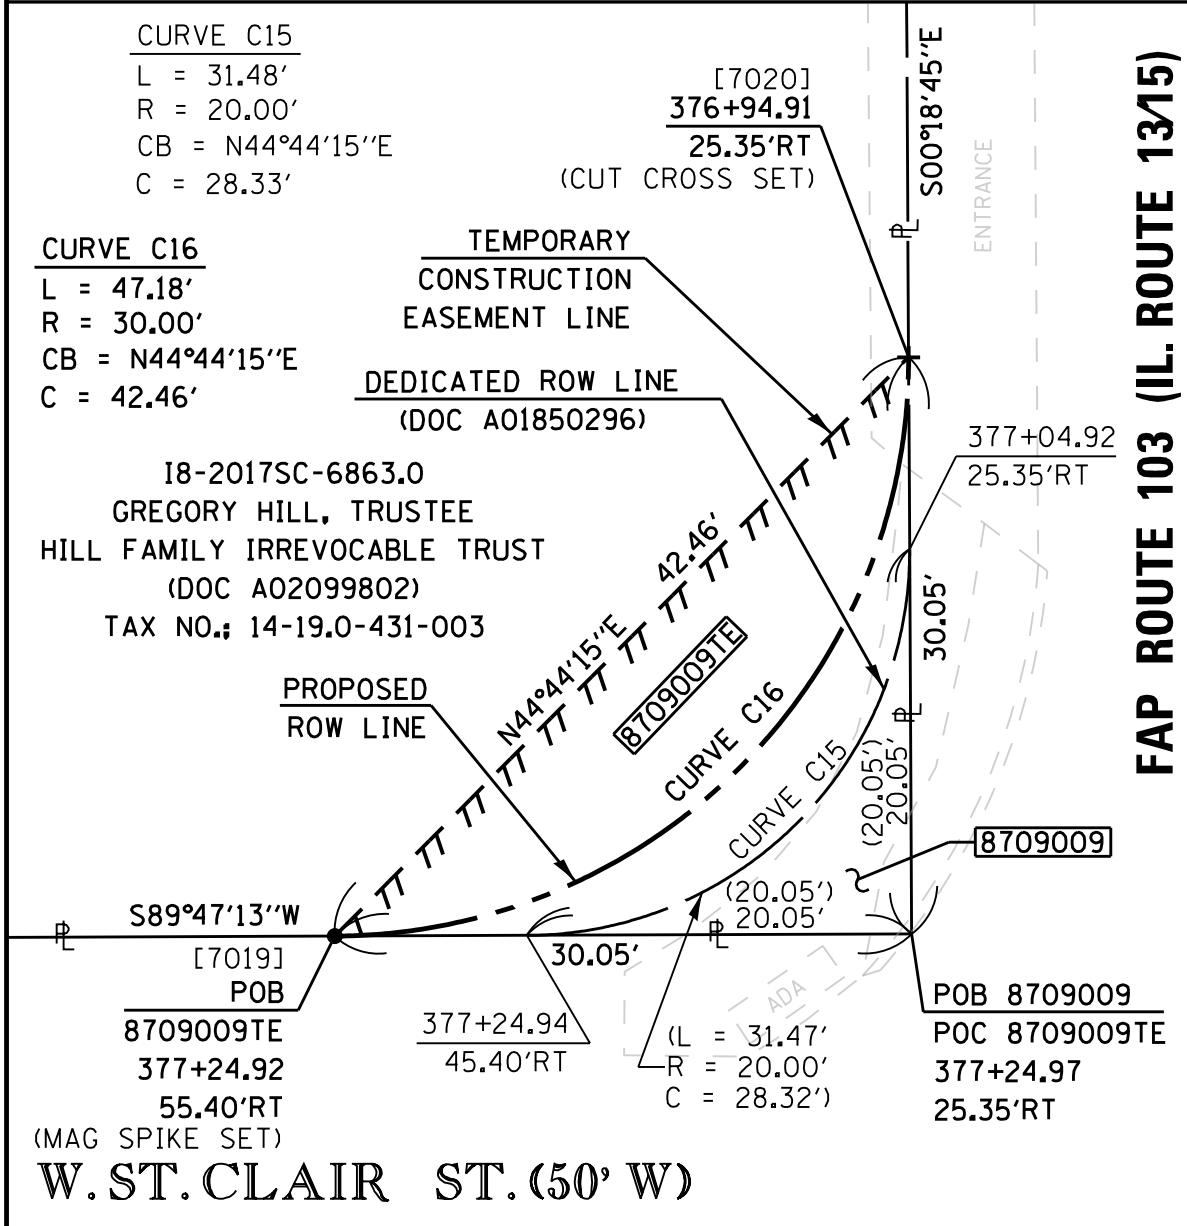 CURVE C15
L = 31.48'
R = 20.00'
CB = N44°44'15''E
C = 28.33'
[7020]
376+94.91
25.35'RT
(CUT CROSS SET)
S00°18'45''E
ENTRANCE
FAP ROUTE 103 (IL. ROUTE 13/15)
CURVE C16
L = 47.18'
R = 30.00'
CB = N44°44'15''E
C = 42.46'
TEMPORARY
CONSTRUCTION
EASEMENT LINE
PL
DEDICATED ROW LINE
(DOC A01850296)
377+04.92
25.35'RT
I8-2017SC-6863.0
GREGORY HILL, TRUSTEE
HILL FAMILY IRREVOCABLE TRUST
(DOC A02099802)
TAX NO.: 14-19.0-431-003
N44°44'15''E
42.46'
8709009TE
30.05'
PROPOSED
ROW LINE
CURVE C16
CURVE C15
PL
(20.05')
20.05'
8709009
(20.05')
20.05'
S89°47'13''W
PL
PL
30.05'
[7019]
POB
8709009TE
377+24.92
55.40'RT
(MAG SPIKE SET)
377+24.94
45.40'RT
(L = 31.47'
R = 20.00'
C = 28.32')
ADA
POB 8709009
POC 8709009TE
377+24.97
25.35'RT
W. ST. CLAIR ST. (50' W)